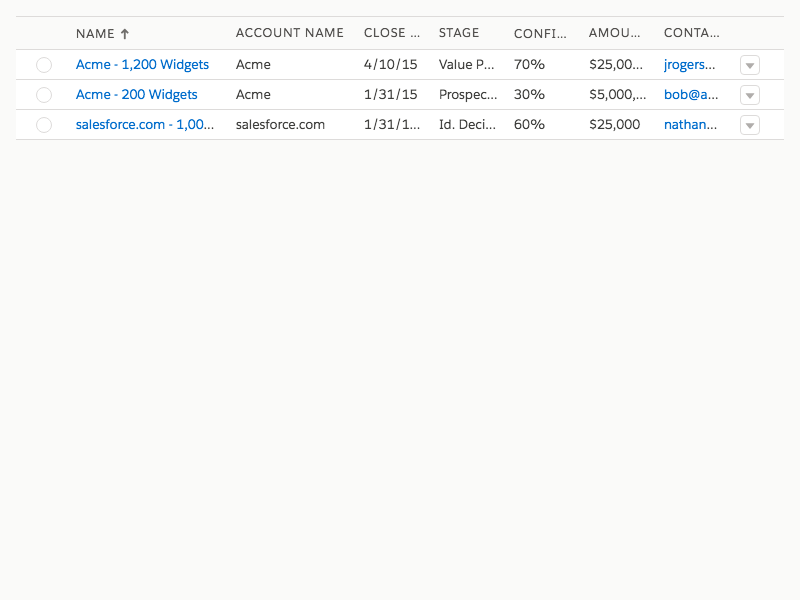 NAME ACCOUNT NAME CLOSE ... STAGE CONFI... AMOU... CONTA...
Acme - 1,200 Widgets Acme 4/10/15 Value P... 70% $25,00... jrogers...
Acme - 200 Widgets Acme 1/31/15 Prospec... 30% $5,000,... bob@a...
salesforce.com - 1,00... salesforce.com 1/31/1... Id. Deci... 60% $25,000 nathan...